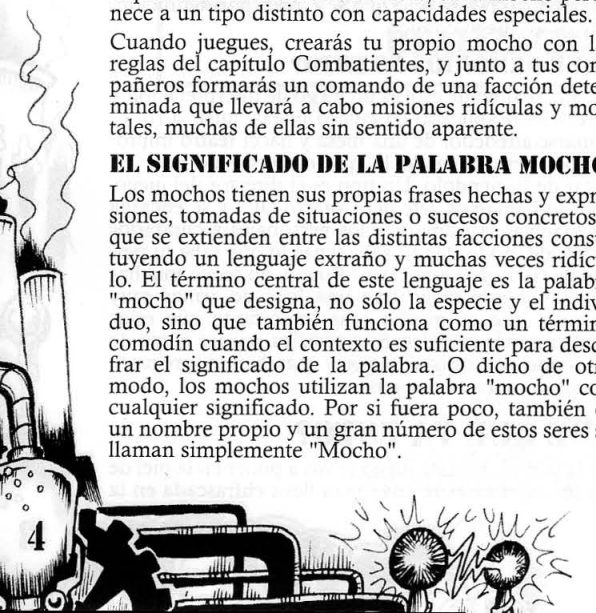 nece a un tipo distinto con capacidades especiales.
Cuando juegues, crearás tu propio mocho con l
reglas del capítulo Combatientes, y junto a tus com
pañeros formarás un comando de una facción dete
minada que llevará a cabo misiones ridículas y mo
tales, muchas de ellas sin sentido aparente.
EL SIGNIFICADO DE LA PALABRA MOCHO
Los mochos tienen sus propias frases hechas y expr
siones, tomadas de situaciones o sucesos concretos
que se extienden entre las distintas facciones const
tuyendo un lenguaje extraño y muchas veces ridíc
lo. El término central de este lenguaje es la palab
"mocho" que designa, no sólo la especie y el indiv
duo, sino que también funciona como un términ
comodín cuando el contexto es suficiente para desc
frar el significado de la palabra. O dicho de otr
modo, los mochos utilizan la palabra "mocho" co
cualquier significado. Por si fuera poco, también e
un nombre propio y un gran número de estos seres s
llaman simplemente "Mocho".
4